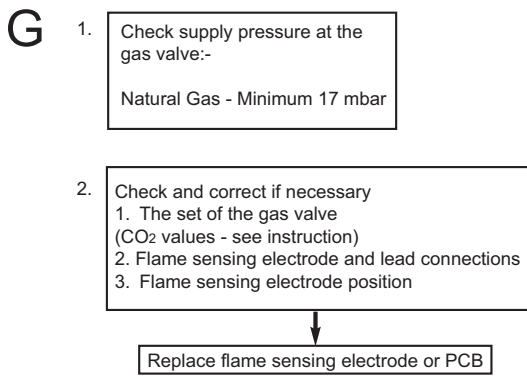 G
1. Check supply pressure at the
gas valve:-
Natural Gas - Minimum 17 mbar
2. Check and correct if necessary
1. The set of the gas valve
(CO2 values - see instruction)
2. Flame sensing electrode and lead connections
3. Flame sensing electrode position
Replace flame sensing electrode or PCB